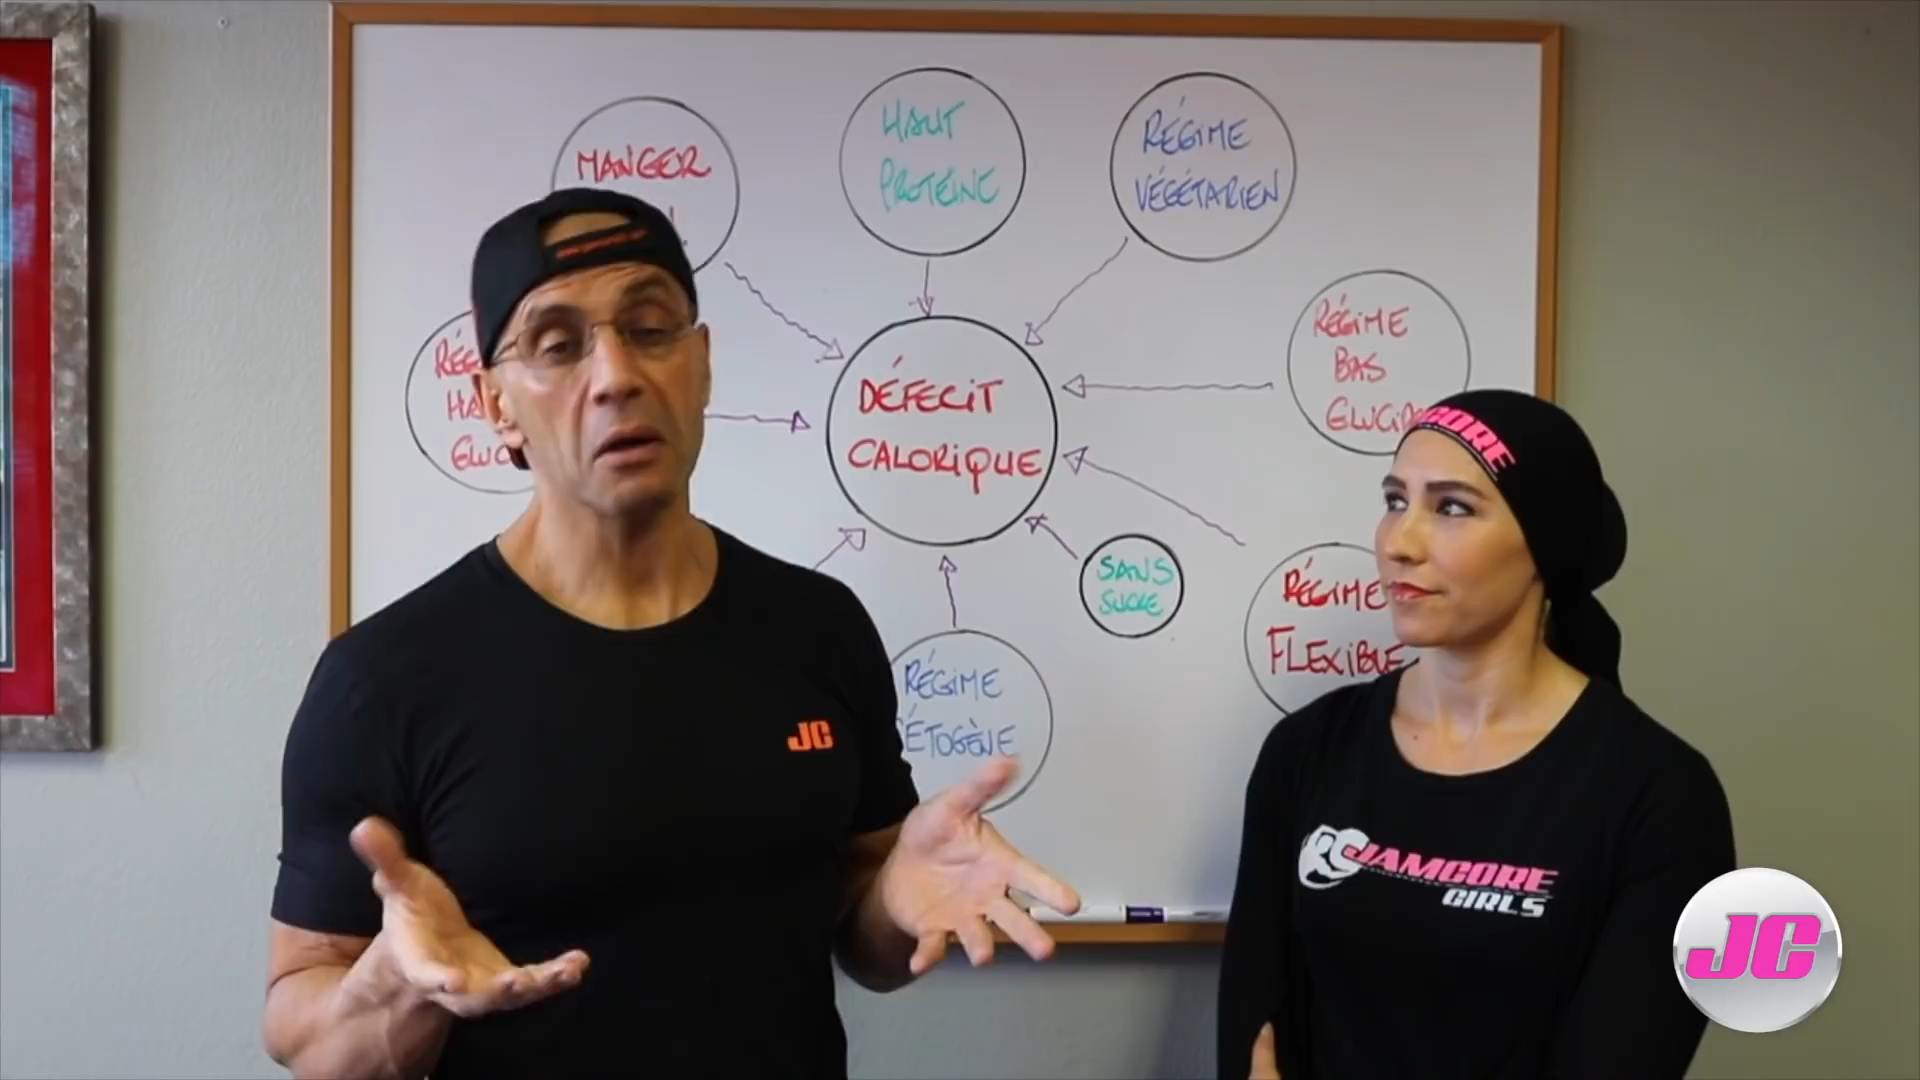 HAUT
PROTEINE
RÉGIME
VÉGÉTARIEN
MANGER
RÉGIME
BAS
DÉFECIT
CALORIQUE
SANS
SUCRE
RÉGIME
FLEXIBLE
RÉGIME
JC
JAMCORE
GIRLS
JC